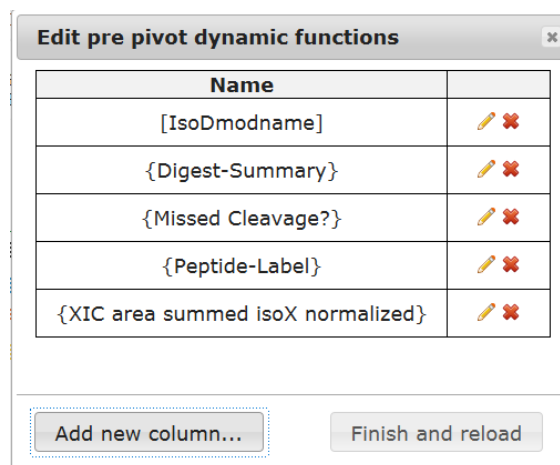 Edit pre pivot dynamic functions
Name
[IsoDmodname]
{Digest-Summary}
{Missed Cleavage?}
{Peptide-Label}
{XIC area summed isoX normalized}
Add new column...
Finish and reload